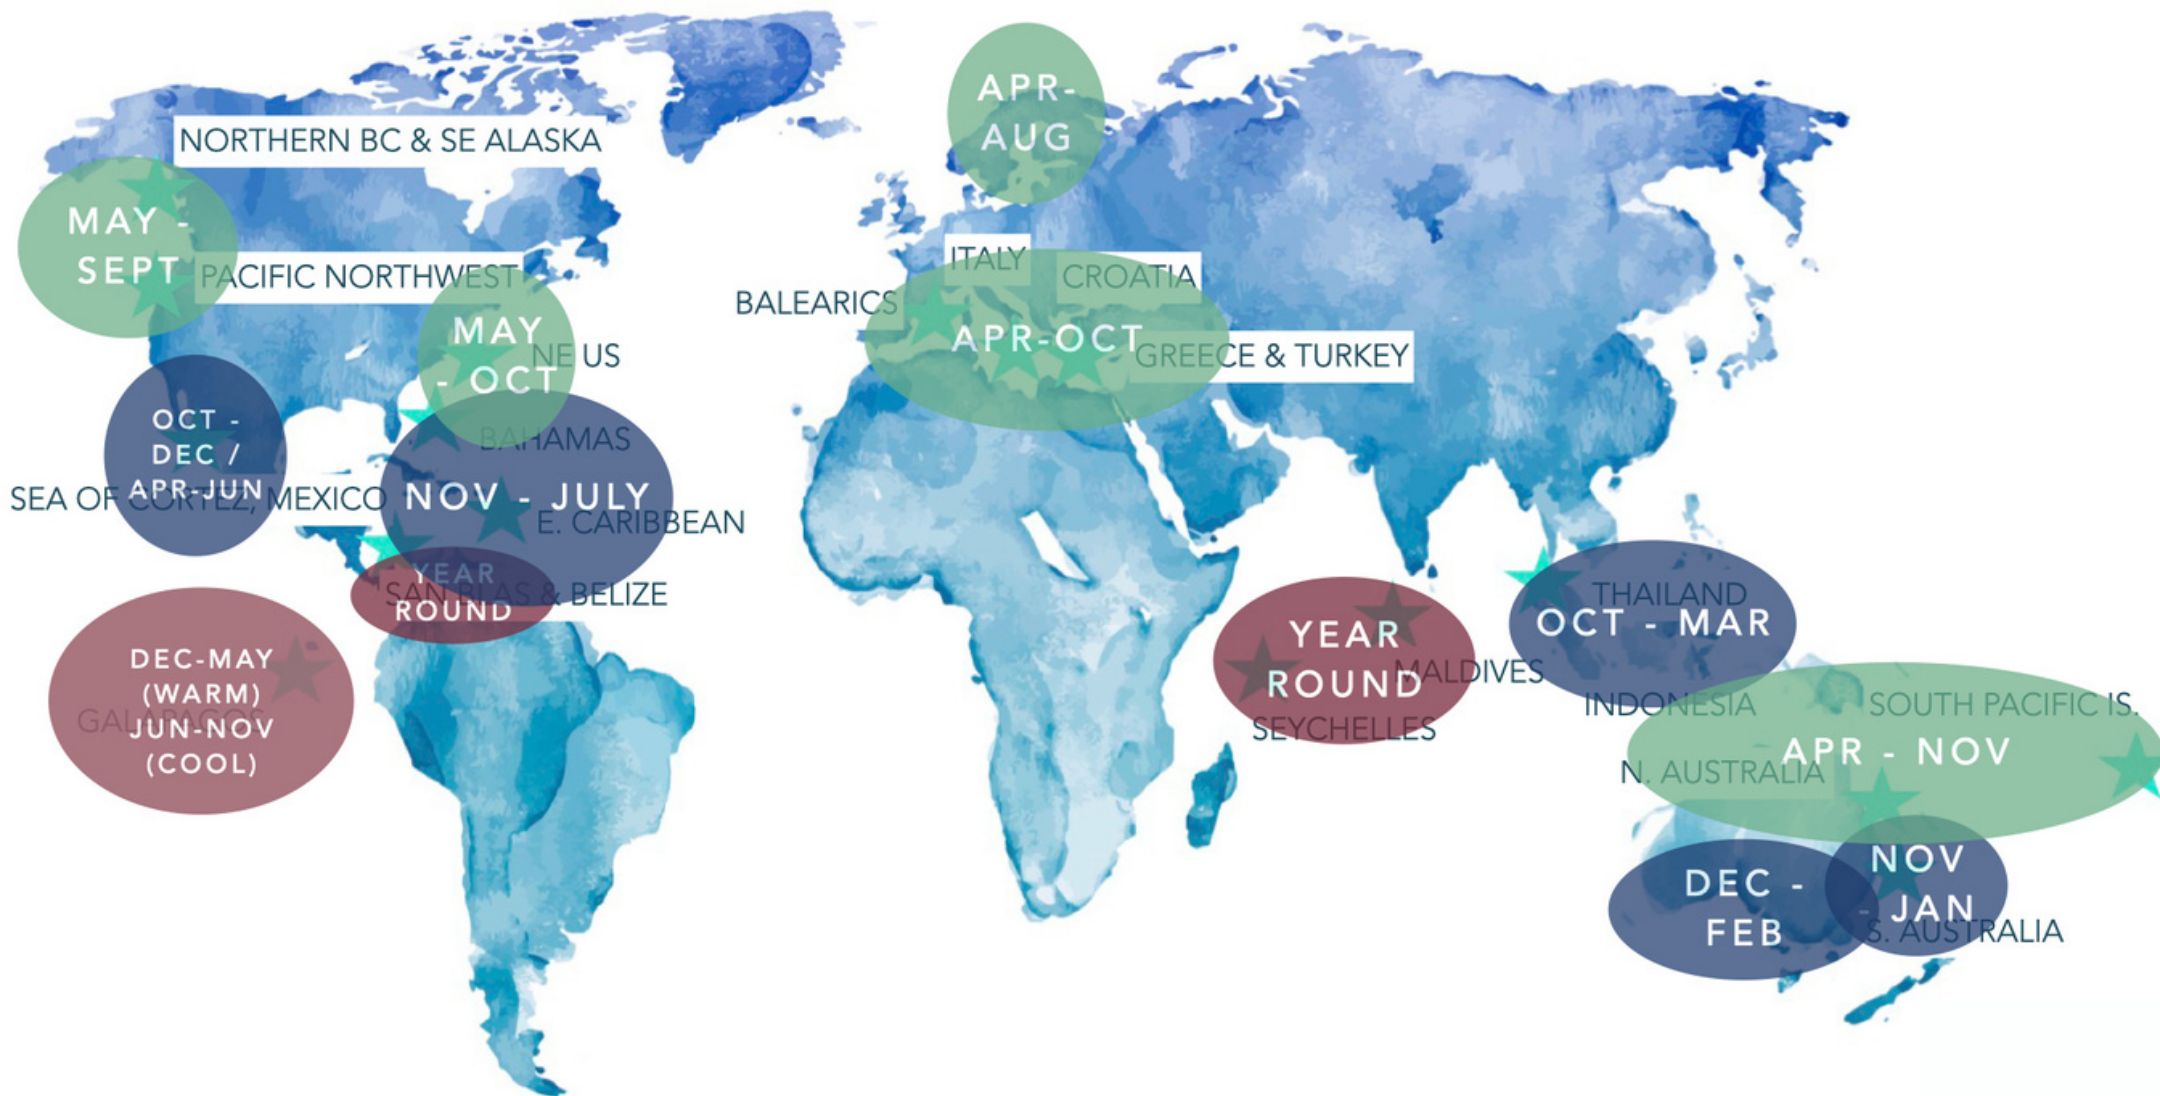 APR-
AUG
NORTHERN BC & SE ALASKA
MAY -
SEPT
PACIFIC NORTHWEST
ITALY
CROATIA
BALEARICS
APR-OCT
GREECE & TURKEY
MAY
- OCT
NE US
OCT -
DEC /
APR-JUN
SEA OF CORTEZ, MEXICO
BAHAMAS
NOV - JULY
E. CARIBBEAN
YEAR
ROUND
SAN BLAS & BELIZE
DEC-MAY
(WARM)
JUN-NOV
(COOL)
GALAPAGOS
YEAR
ROUND
MALDIVES
SEYCHELLES
THAILAND
OCT - MAR
INDONESIA
SOUTH PACIFIC IS.
APR - NOV
N. AUSTRALIA
DEC -
FEB
NOV
- JAN
S. AUSTRALIA